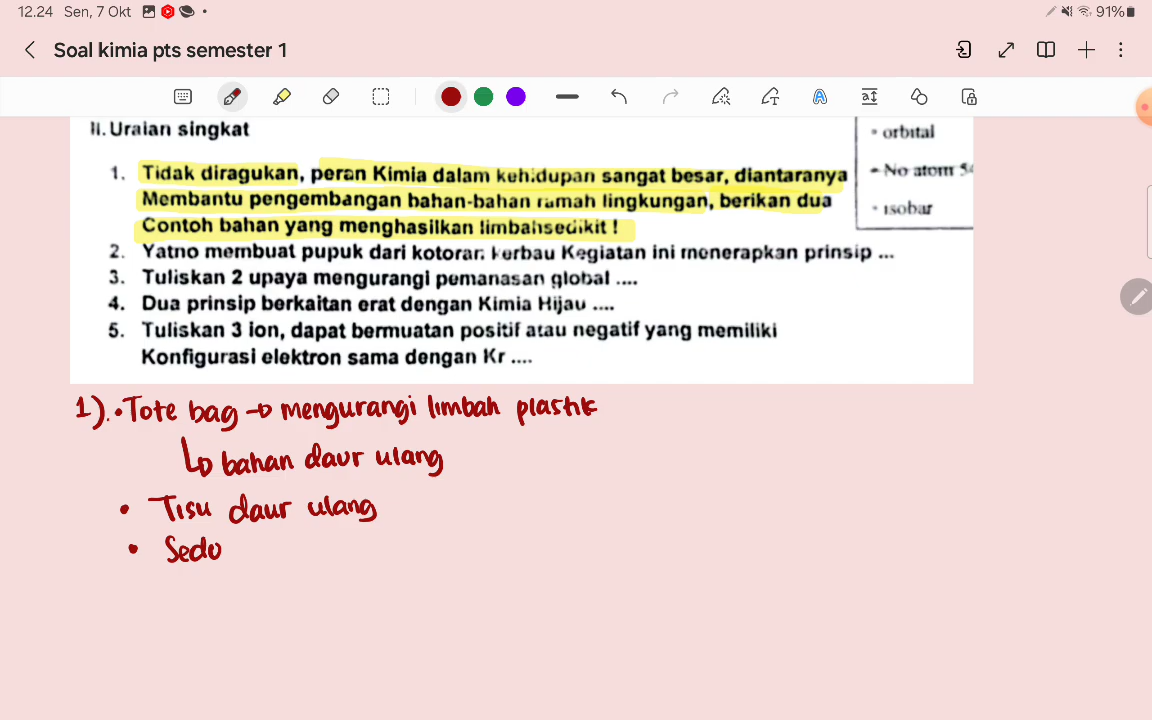 12.24 Sen, 7 Okt
91%
Soal kimia pts semester 1
II. Uraian singkat
1. Tidak diragukan, peran Kimia dalam kehidupan sangat besar, diantaranya
Membantu pengembangan bahan-bahan ramah lingkungan, berikan dua
Contoh bahan yang menghasilkan limbahsedikit !
2. Yatno membuat pupuk dari kotoran kerbau Kegiatan ini menerapkan prinsip ...
3. Tuliskan 2 upaya mengurangi pemanasan global ....
4. Dua prinsip berkaitan erat dengan Kimia Hijau ....
5. Tuliskan 3 ion, dapat bermuatan positif atau negatif yang memiliki
Konfigurasi elektron sama dengan Kr ....
• orbital
• No atom
• isobar
1). • Tote bag → mengurangi limbah plastik
↳ bahan daur ulang
• Tisu daur ulang
• Sedo